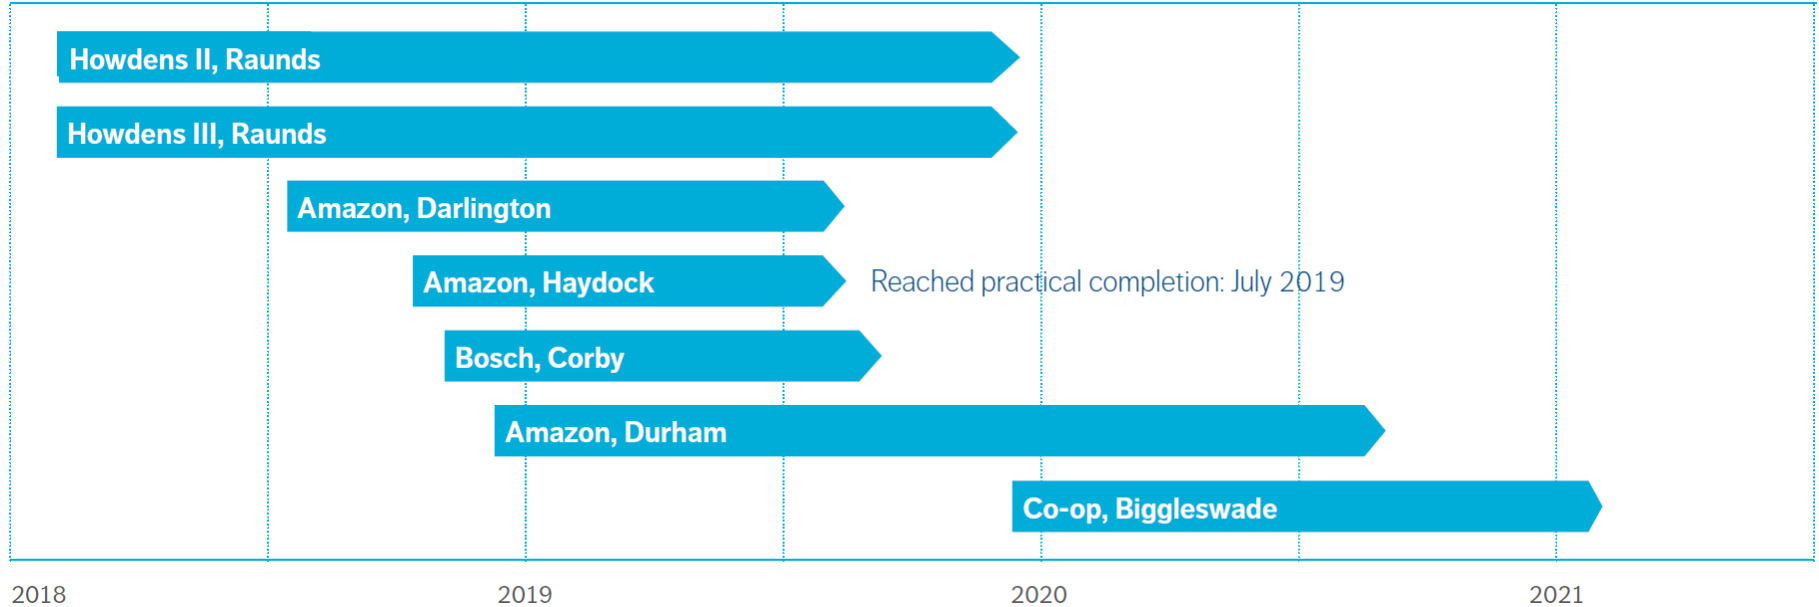 Howdens II, Raunds
Howdens III, Raunds
Amazon, Darlington
Amazon, Haydock
Reached practical completion: July 2019
Bosch, Corby
Amazon, Durham
Co-op, Biggleswade
2018
2019
2020
2021